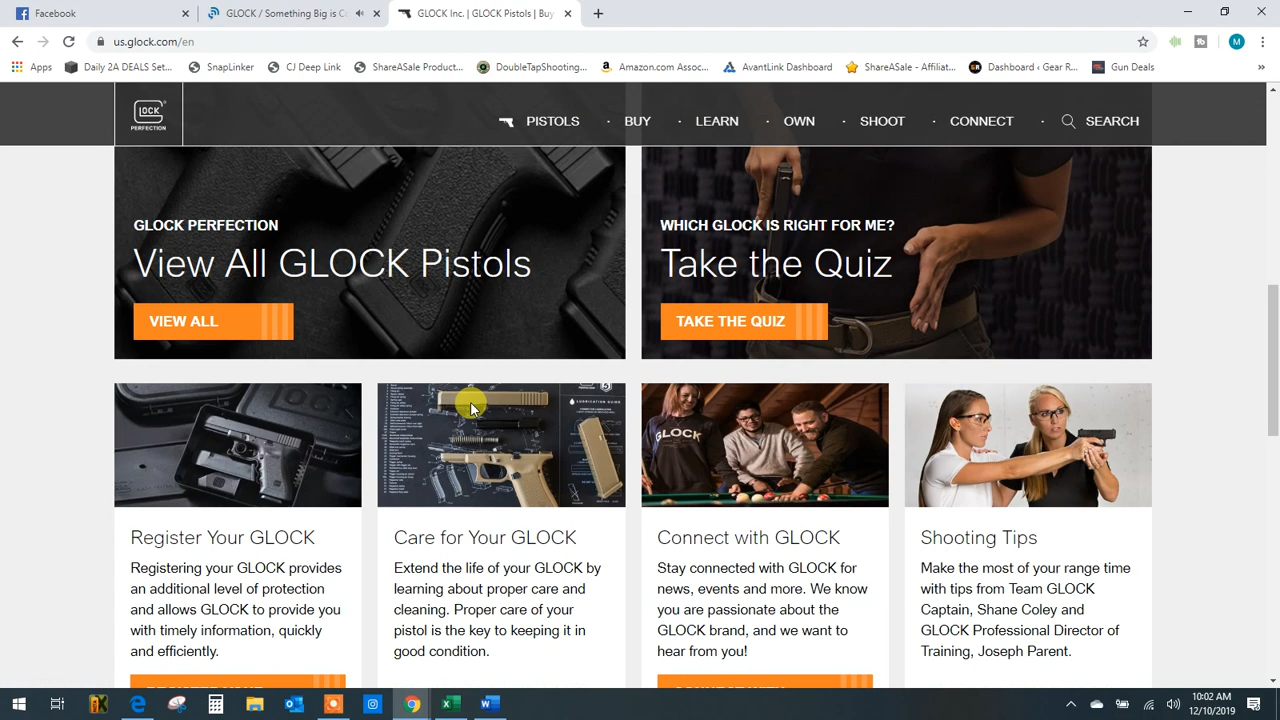 Facebook
GLOCK / Something Big is C
GLOCK Inc. | GLOCK Pistols | Buy
us.glock.com/en
M
Apps
Daily 2A DEALS Set...
SnapLinker
CJ Deep Link
ShareASale Product...
DoubleTapShooting...
Amazon.com Assoc...
AvantLink Dashboard
ShareASale - Affiliat...
Dashboard ‹ Gear R...
Gun Deals
»
GLOCK
PERFECTION
PISTOLS
BUY
LEARN
OWN
SHOOT
CONNECT
SEARCH
GLOCK PERFECTION
View All GLOCK Pistols
VIEW ALL
WHICH GLOCK IS RIGHT FOR ME?
Take the Quiz
TAKE THE QUIZ
LUBRICATION GUIDE
GLOCK
Register Your GLOCK
Registering your GLOCK provides
an additional level of protection
and allows GLOCK to provide you
with timely information, quickly
and efficiently.
Care for Your GLOCK
Extend the life of your GLOCK by
learning about proper care and
cleaning. Proper care of your
pistol is the key to keeping it in
good condition.
Connect with GLOCK
Stay connected with GLOCK for
news, events and more. We know
you are passionate about the
GLOCK brand, and we want to
hear from you!
Shooting Tips
Make the most of your range time
with tips from Team GLOCK
Captain, Shane Coley and
GLOCK Professional Director of
Training, Joseph Parent.
10:02 AM
12/10/2019